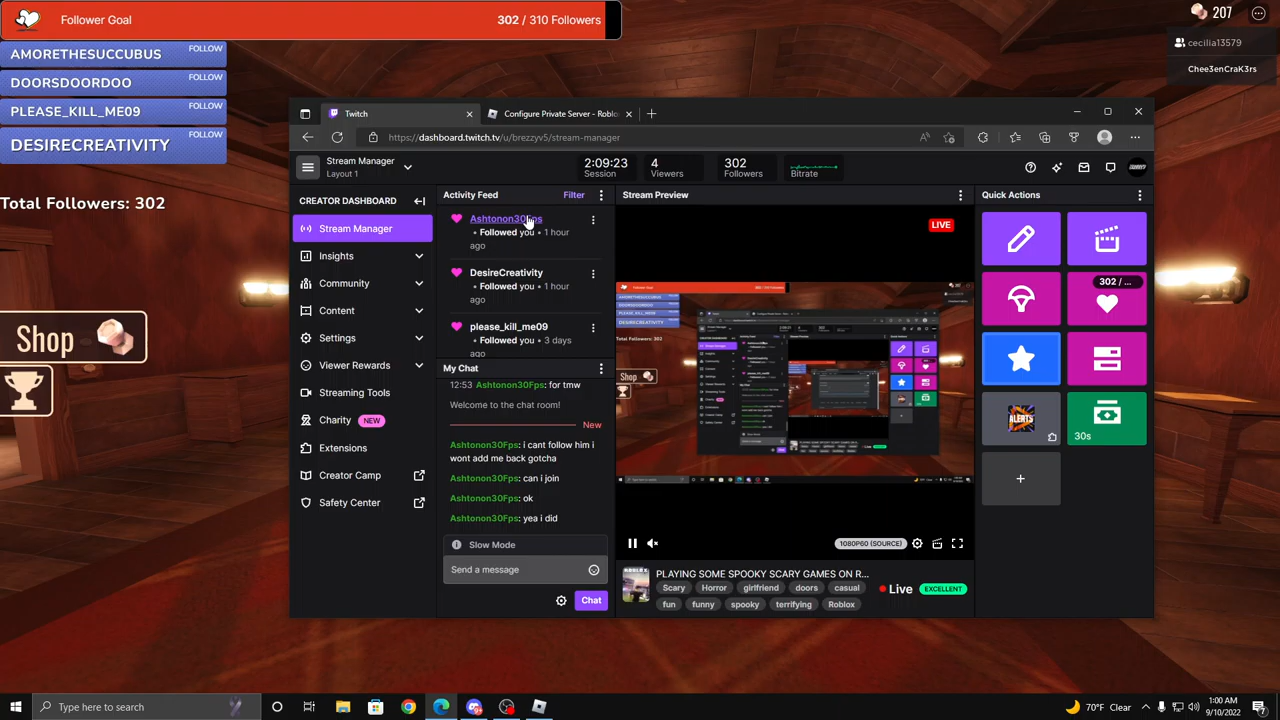 Follower Goal
302 / 310 Followers
AMORETHESUCCUBUS FOLLOW
DOORSDOORDOO FOLLOW
PLEASE_KILL_ME09 FOLLOW
DESIRECREATIVITY FOLLOW
Total Followers: 302
Shop
207
cecilia13579
Chee3enCraK3rs
Twitch
Configure Private Server - Roblo
https://dashboard.twitch.tv/u/brezzyv5/stream-manager
Stream Manager
Layout 1
2:09:23
Session
4
Viewers
302
Followers
Bitrate
CREATOR DASHBOARD
Stream Manager
Insights
Community
Content
Settings
Viewer Rewards
Streaming Tools
Charity NEW
Extensions
Creator Camp
Safety Center
Activity Feed
Filter
Ashtonon30Fps
• Followed you • 1 hour
ago
DesireCreativity
• Followed you • 1 hour
ago
please_kill_me09
• Followed you • 3 days
ago
My Chat
12:53 Ashtonon30Fps: for tmw
Welcome to the chat room!
New
Ashtonon30Fps: i cant follow him i
wont add me back gotcha
Ashtonon30Fps: can i join
Ashtonon30Fps: ok
Ashtonon30Fps: yea i did
Slow Mode
Send a message
Chat
Stream Preview
LIVE
1080P60 (SOURCE)
PLAYING SOME SPOOKY SCARY GAMES ON R...
Scary Horror girlfriend doors casual
fun funny spooky terrifying Roblox
Live
EXCELLENT
Quick Actions
302 / ...
ALERTS
30s
Type here to search
70°F Clear
1:00 AM
9/10/2022